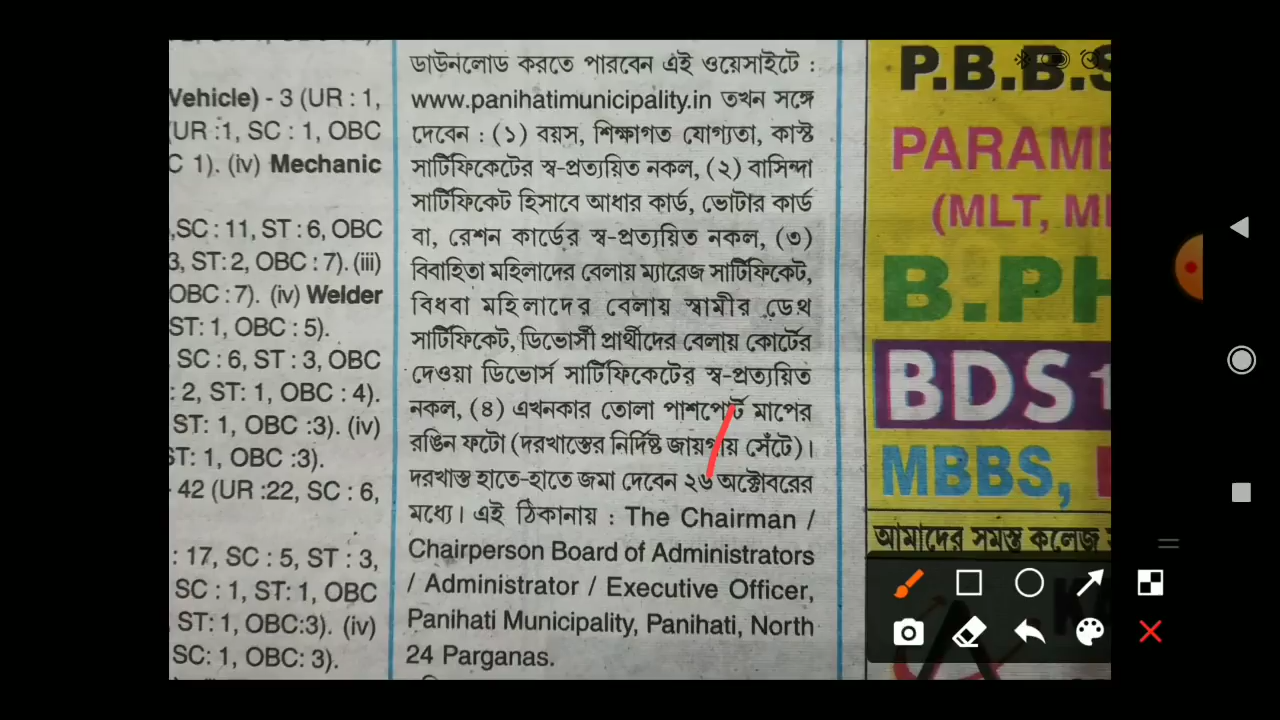 Vehicle) - 3 (UR : 1,
(UR :1, SC : 1, OBC
C 1). (iv) Mechanic
,SC : 11, ST : 6, OBC
3, ST: 2, OBC : 7). (iii)
OBC : 7). (iv) Welder
ST: 1, OBC : 5).
SC : 6, ST : 3, OBC
: 2, ST: 1, OBC : 4).
ST: 1, OBC :3). (iv)
ST: 1, OBC :3).
- 42 (UR :22, SC : 6,
: 17, SC : 5, ST : 3,
SC : 1, ST: 1, OBC
ST: 1, OBC:3). (iv)
SC: 1, OBC: 3).
ডাউনলোড করতে পারবেন এই ওয়েসাইটে :
www.panihatimunicipality.in তখন সঙ্গে
দেবেন : (১) বয়স, শিক্ষাগত যোগ্যতা, কাস্ট
সার্টিফিকেটের স্ব-প্রত্যয়িত নকল, (২) বাসিন্দা
সার্টিফিকেট হিসাবে আধার কার্ড, ভোটার কার্ড
বা, রেশন কার্ডের স্ব-প্রত্যয়িত নকল, (৩)
বিবাহিতা মহিলাদের বেলায় ম্যারেজ সার্টিফিকেট,
বিধবা মহিলাদের বেলায় স্বামীর ডেথ
সার্টিফিকেট, ডিভোর্সী প্রার্থীদের বেলায় কোর্টের
দেওয়া ডিভোর্স সার্টিফিকেটের স্ব-প্রত্যয়িত
নকল, (৪) এখনকার তোলা পাশপোর্ট মাপের
রঙিন ফটো (দরখাস্তের নির্দিষ্ট জায়গায় সেঁটে)।
দরখাস্ত হাতে-হাতে জমা দেবেন ২৬ অক্টোবরের
মধ্যে। এই ঠিকানায় : The Chairman /
Chairperson Board of Administrators
/ Administrator / Executive Officer,
Panihati Municipality, Panihati, North
24 Parganas.
P.B.B.S
PARAME
(MLT, M
B.PH
BDS
MBBS,
আমাদের সমস্ত কলেজ